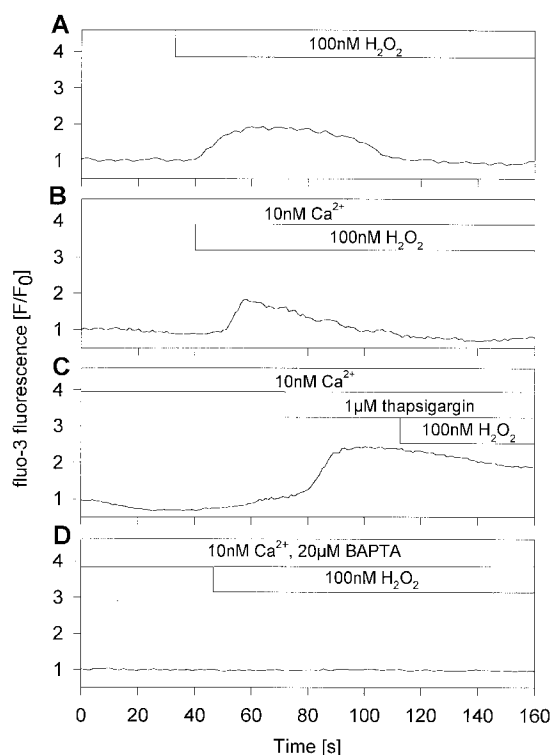 A
4
3
2
1
100nM H₂O₂
B
4
3
2
1
10nM Ca²⁺
100nM H₂O₂
C
4
3
2
1
10nM Ca²⁺
1µM thapsigargin
100nM H₂O₂
D
4
3
2
1
10nM Ca²⁺, 20µM BAPTA
100nM H₂O₂
fluo-3 fluorescence [F/F₀]
0 20 40 60 80 100 120 140 160
Time [s]